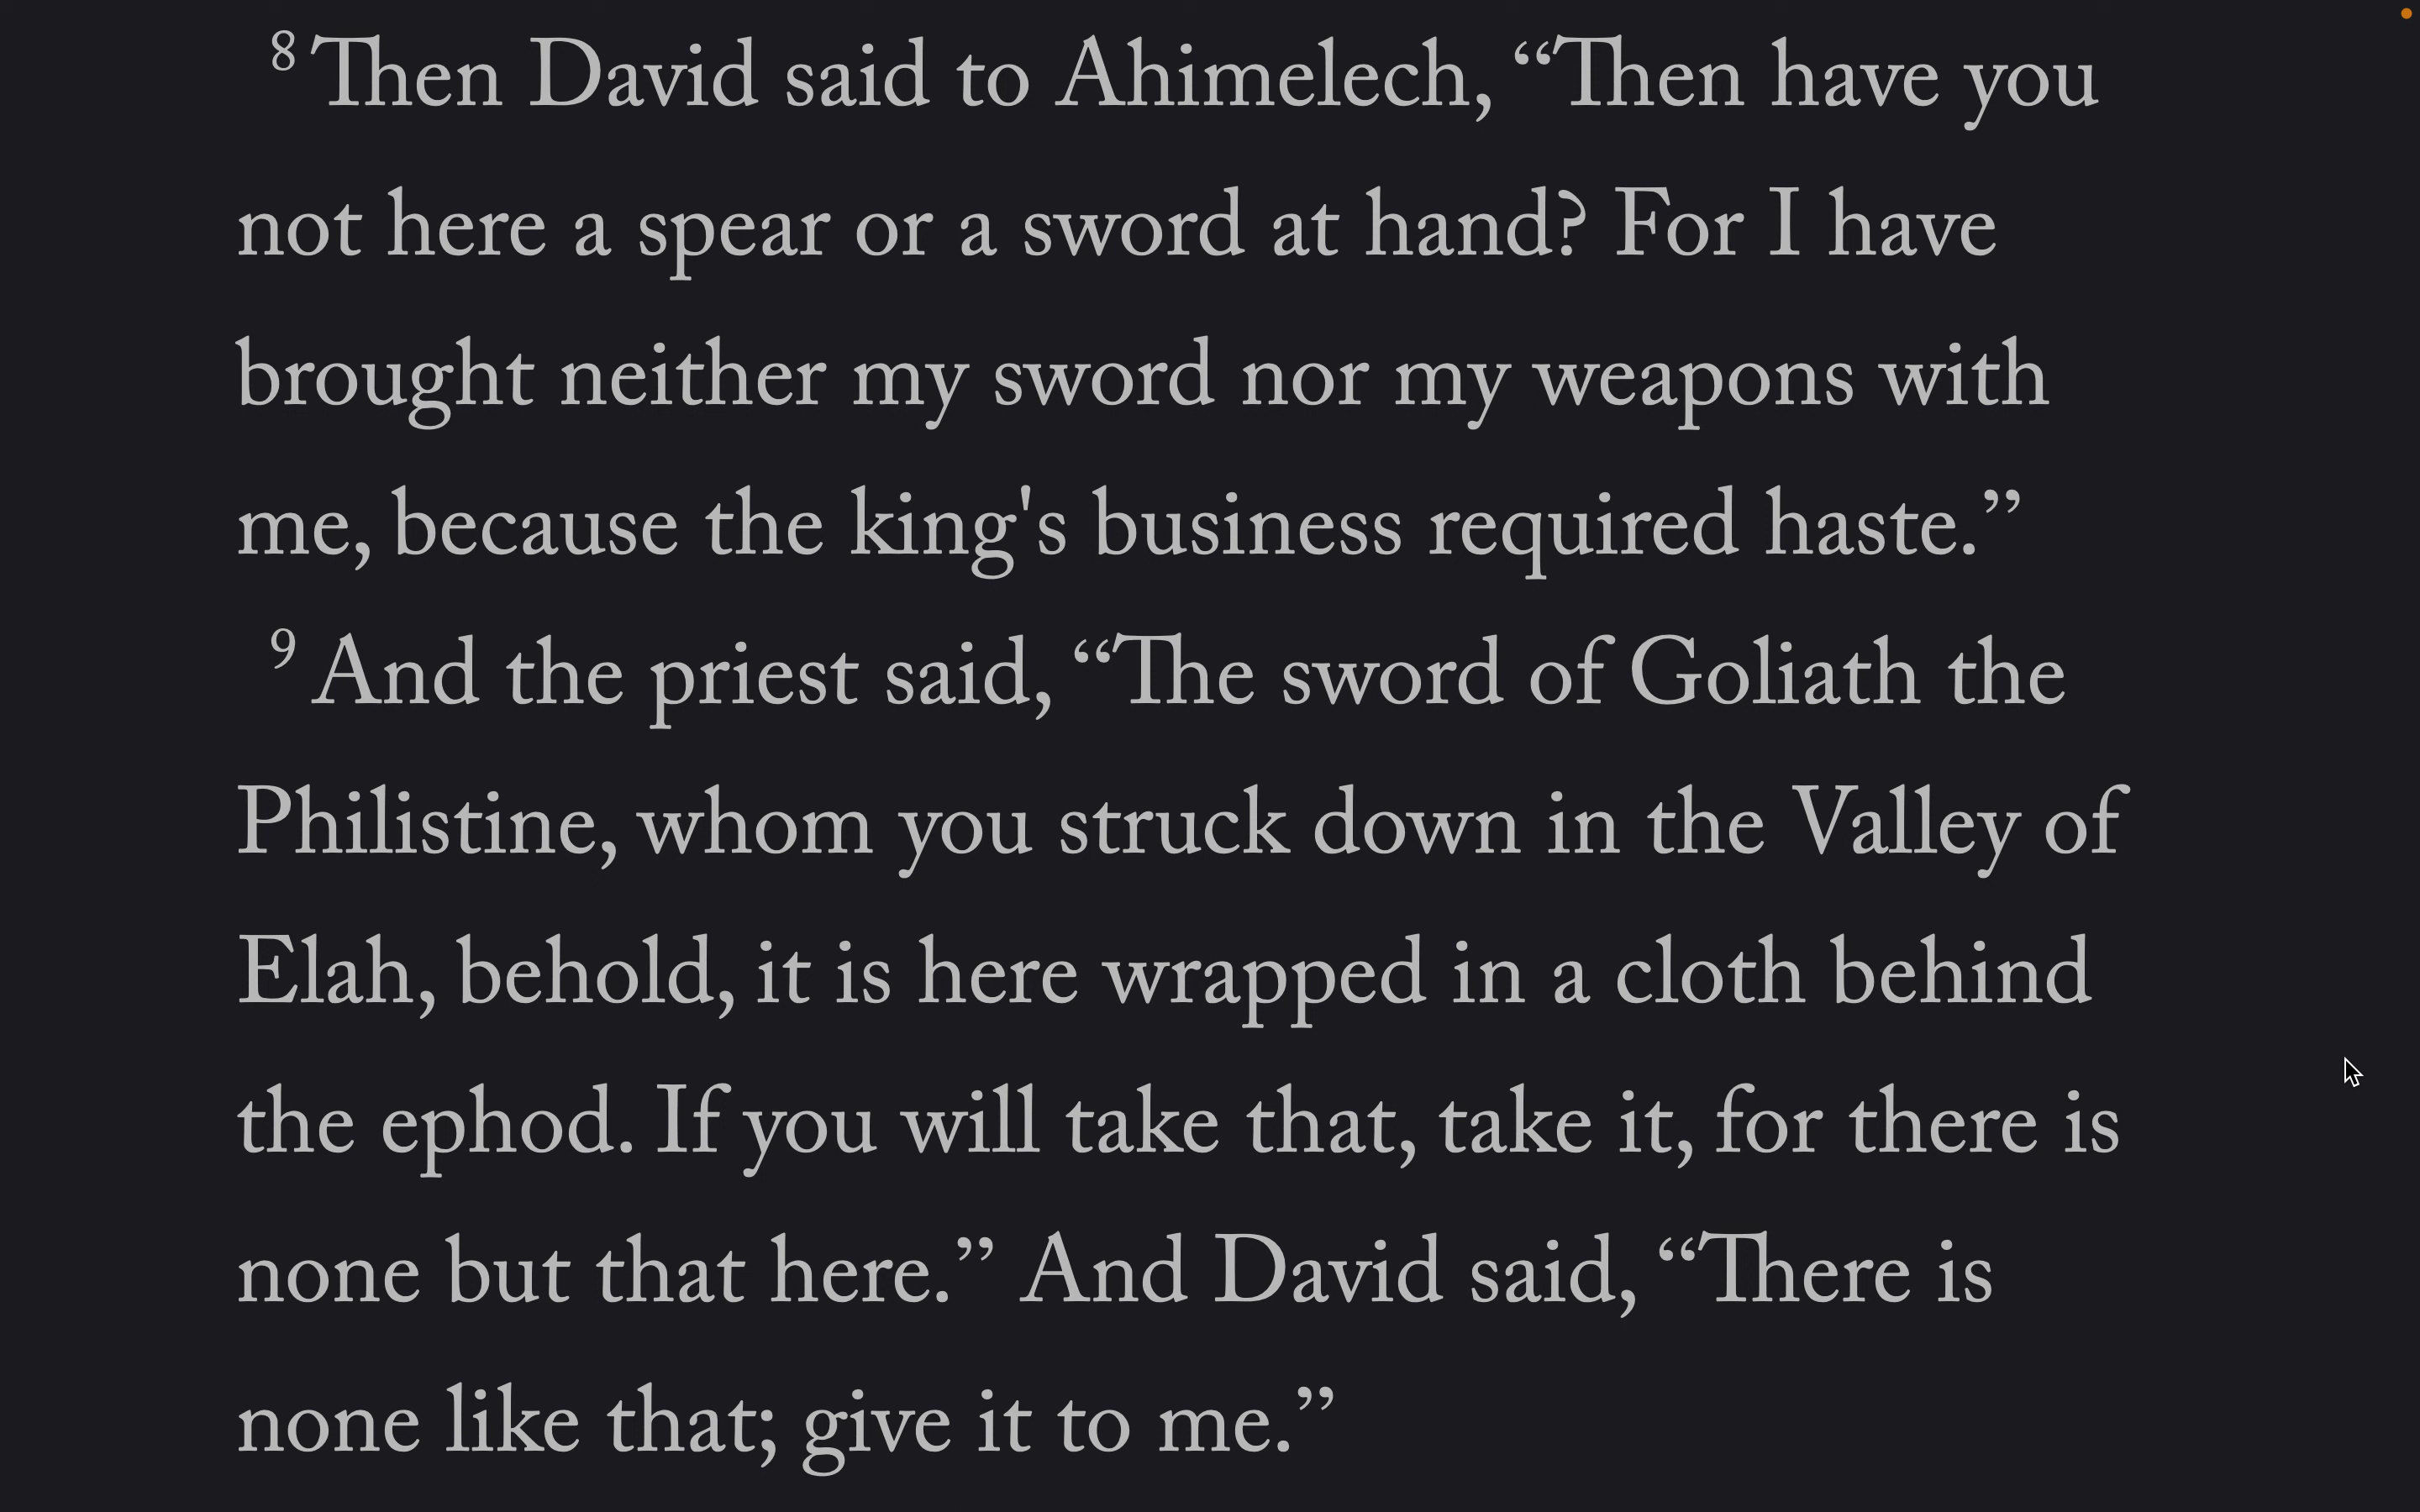 8 Then David said to Ahimelech, “Then have you
not here a spear or a sword at hand? For I have
brought neither my sword nor my weapons with
me, because the king's business required haste.”
9 And the priest said, “The sword of Goliath the
Philistine, whom you struck down in the Valley of
Elah, behold, it is here wrapped in a cloth behind
the ephod. If you will take that, take it, for there is
none but that here.” And David said, “There is
none like that; give it to me.”